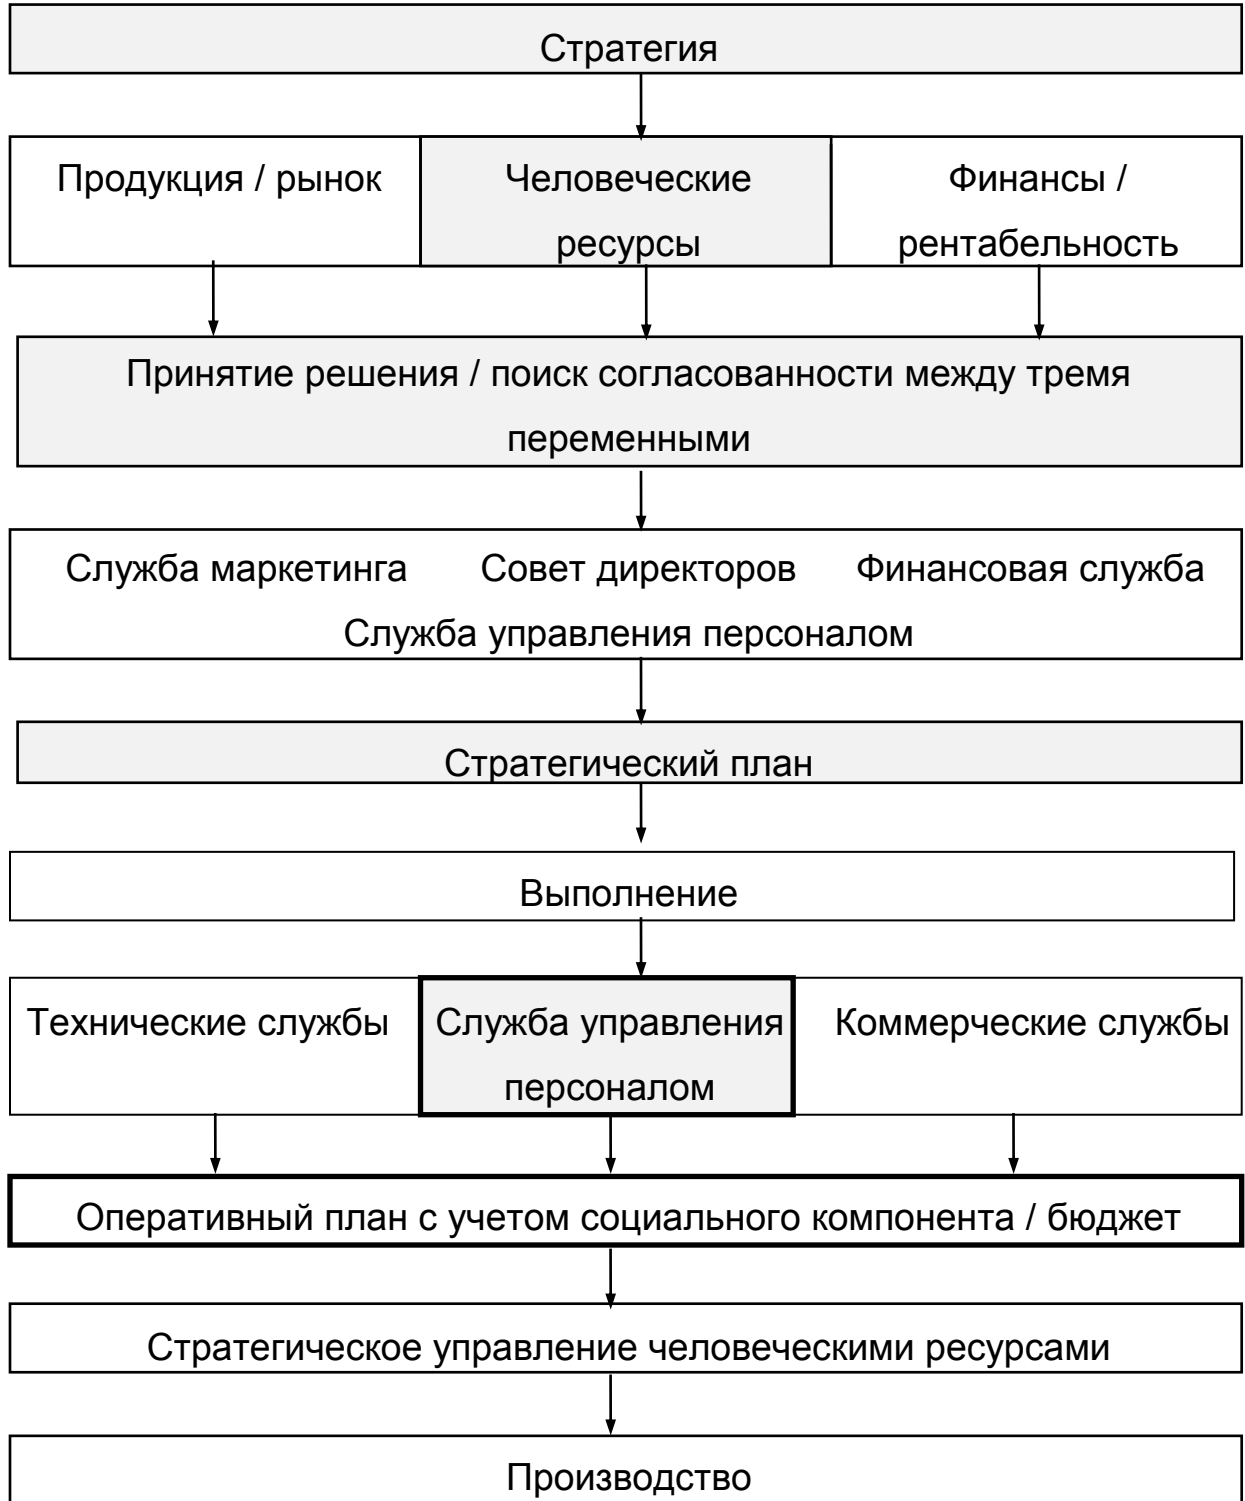 Стратегия
Продукция / рынок
Человеческие
ресурсы
Финансы /
рентабельность
Принятие решения / поиск согласованности между тремя
переменными
Служба маркетинга Совет директоров Финансовая служба
Служба управления персоналом
Стратегический план
Выполнение
Технические службы
Служба управления
персоналом
Коммерческие службы
Оперативный план с учетом социального компонента / бюджет
Стратегическое управление человеческими ресурсами
Производство